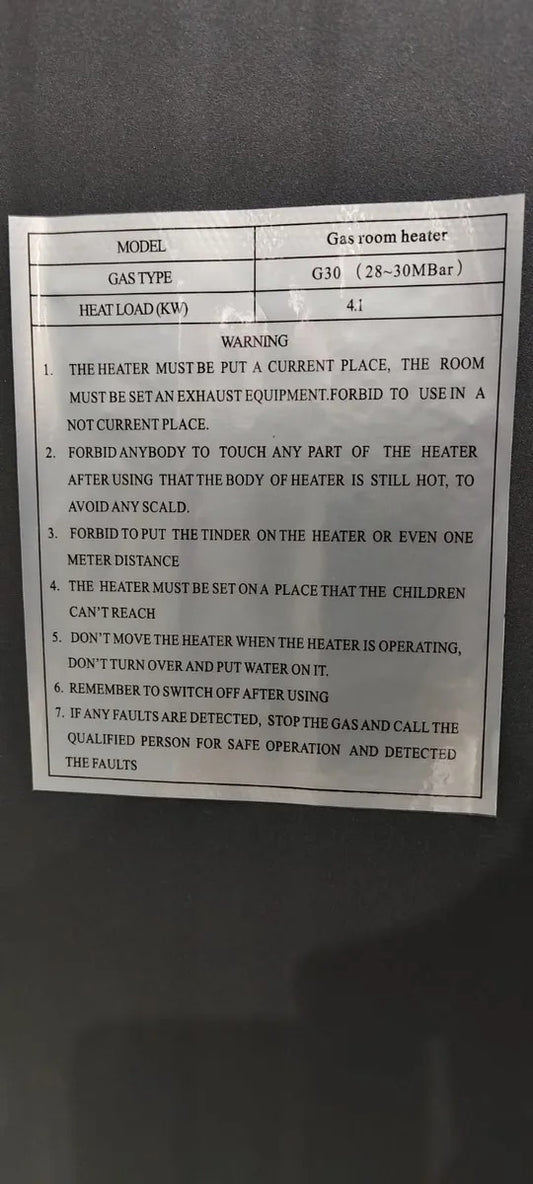 MODEL Gas room heater
GAS TYPE G30 (28~30MBar)
HEAT LOAD (KW) 4.1
WARNING
1. THE HEATER MUST BE PUT A CURRENT PLACE, THE ROOM
MUST BE SET AN EXHAUST EQUIPMENT.FORBID TO USE IN A
NOT CURRENT PLACE.
2. FORBID ANYBODY TO TOUCH ANY PART OF THE HEATER
AFTER USING THAT THE BODY OF HEATER IS STILL HOT, TO
AVOID ANY SCALD.
3. FORBID TO PUT THE TINDER ON THE HEATER OR EVEN ONE
METER DISTANCE
4. THE HEATER MUST BE SET ON A PLACE THAT THE CHILDREN
CAN'T REACH
5. DON'T MOVE THE HEATER WHEN THE HEATER IS OPERATING,
DON'T TURN OVER AND PUT WATER ON IT.
6. REMEMBER TO SWITCH OFF AFTER USING
7. IF ANY FAULTS ARE DETECTED, STOP THE GAS AND CALL THE
QUALIFIED PERSON FOR SAFE OPERATION AND DETECTED
THE FAULTS